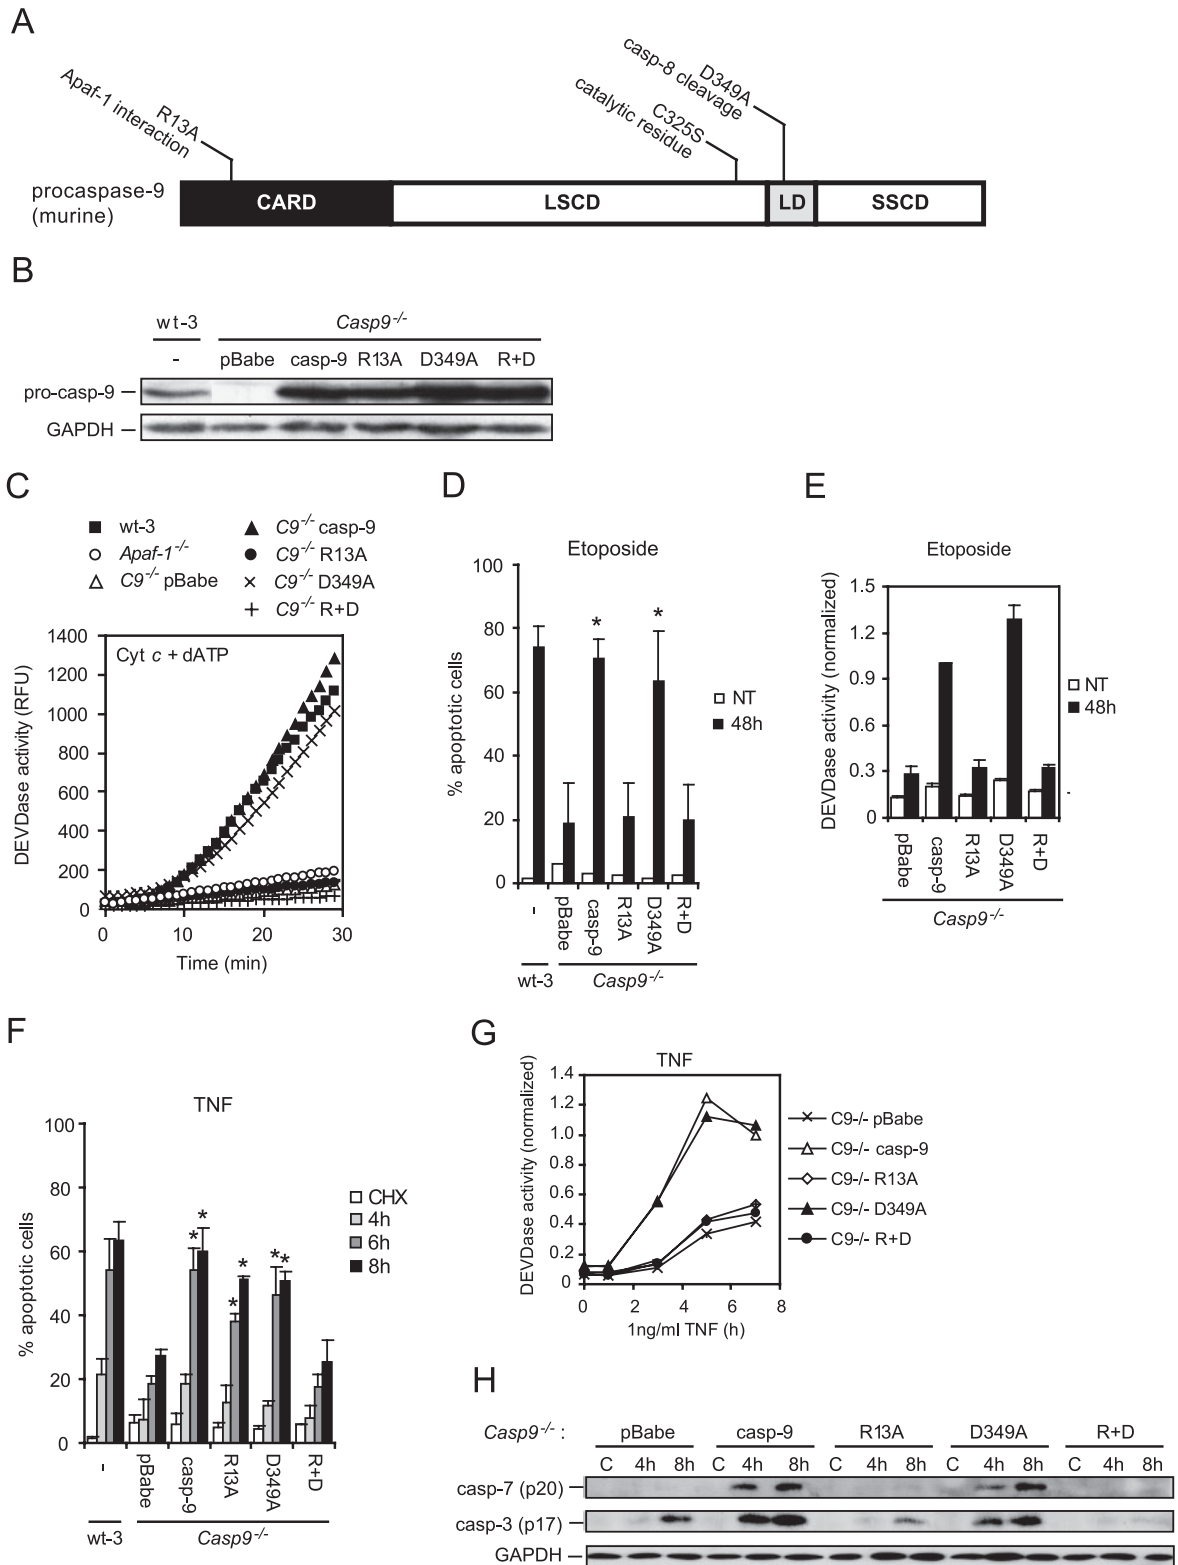 A
Apaf-1 interaction
R13A
catalytic residue
C325S
casp-8 cleavage
D349A
procaspase-9
(murine)
CARD
LSCD
LD
SSCD
B
wt-3
Casp9-/-
-
pBabe
casp-9
R13A
D349A
R+D
pro-casp-9
GAPDH
C
wt-3
Apaf-1-/-
C9-/- pBabe
C9-/- casp-9
C9-/- R13A
C9-/- D349A
C9-/- R+D
Cyt c + dATP
DEVDase activity (RFU)
1400
1200
1000
800
600
400
200
0
0
10
20
30
Time (min)
D
Etoposide
% apoptotic cells
100
80
60
40
20
0
*
*
NT
48h
-
pBabe
casp-9
R13A
D349A
R+D
wt-3
Casp9-/-
E
Etoposide
DEVDase activity (normalized)
1.5
1.2
0.9
0.6
0.3
0
NT
48h
-
pBabe
casp-9
R13A
D349A
R+D
Casp9-/-
F
TNF
% apoptotic cells
100
80
60
40
20
0
*
*
*
*
*
*
CHX
4h
6h
8h
-
pBabe
casp-9
R13A
D349A
R+D
wt-3
Casp9-/-
G
TNF
DEVDase activity (normalized)
1.4
1.2
1.0
0.8
0.6
0.4
0.2
0
0
2
4
6
8
1ng/ml TNF (h)
C9-/- pBabe
C9-/- casp-9
C9-/- R13A
C9-/- D349A
C9-/- R+D
H
Casp9-/- :
pBabe
casp-9
R13A
D349A
R+D
C 4h 8h C 4h 8h C 4h 8h C 4h 8h C 4h 8h
casp-7 (p20)
casp-3 (p17)
GAPDH